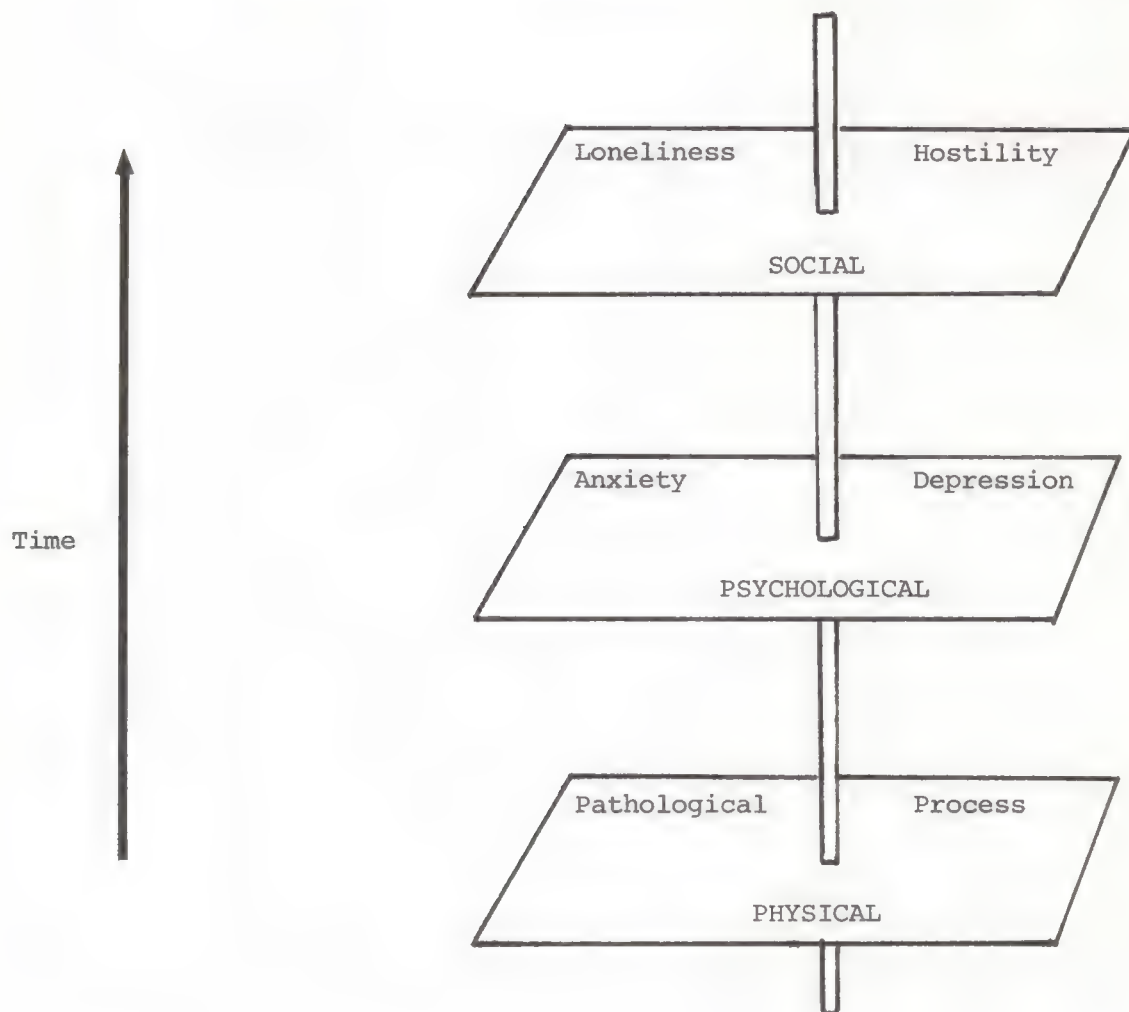 Loneliness Hostility
SOCIAL
Anxiety Depression
Time
PSYCHOLOGICAL
Pathological Process
PHYSICAL